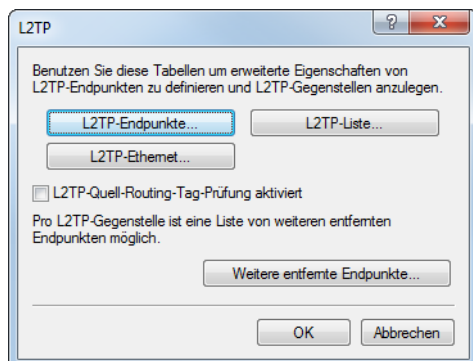 L2TP
Benutzen Sie diese Tabellen um erweiterte Eigenschaften von
L2TP-Endpunkten zu definieren und L2TP-Gegenstellen anzulegen.
L2TP-Endpunkte... L2TP-Liste...
L2TP-Ethernet...
L2TP-Quell-Routing-Tag-Prüfung aktiviert
Pro L2TP-Gegenstelle ist eine Liste von weiteren entfernten
Endpunkten möglich.
Weitere entfernte Endpunkte...
OK Abbrechen